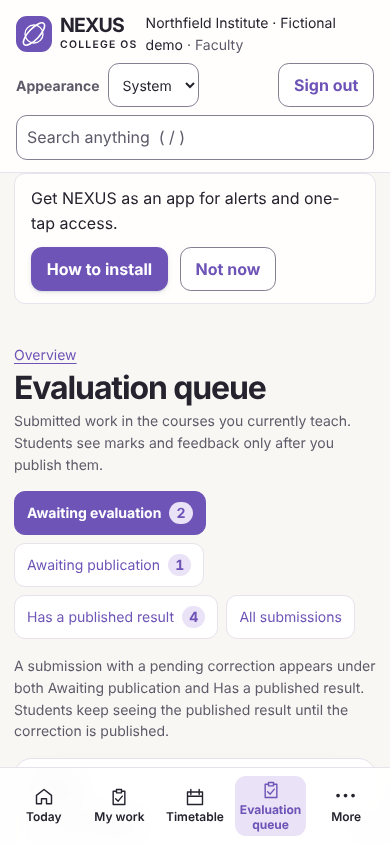 NEXUS
COLLEGE OS
Northfield Institute · Fictional
demo · Faculty
Appearance
System
Sign out
Search anything ( / )
Get NEXUS as an app for alerts and one-
tap access.
How to install
Not now
Overview
Evaluation queue
Submitted work in the courses you currently teach.
Students see marks and feedback only after you
publish them.
Awaiting evaluation 2
Awaiting publication 1
Has a published result 4
All submissions
A submission with a pending correction appears under
both Awaiting publication and Has a published result.
Students keep seeing the published result until the
correction is published.
Today
My work
Timetable
Evaluation
queue
More